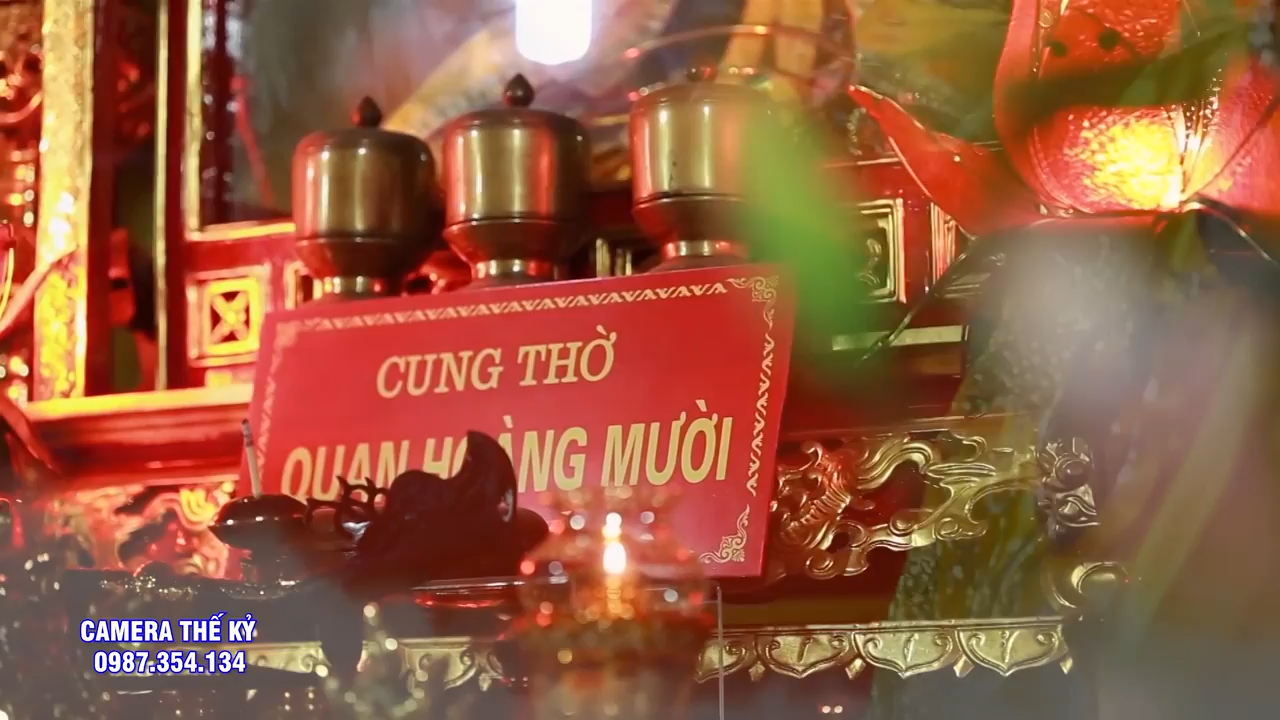 CUNG THỜ
QUAN HOÀNG MƯỜI
CAMERA THẾ KỶ
0987.354.134